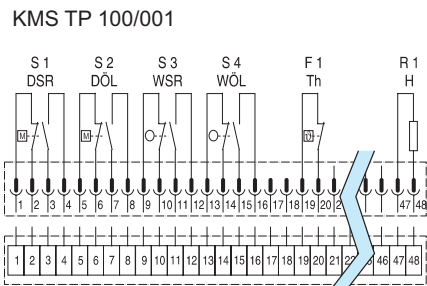 KMS TP 100/001
S 1 S 2 S 3 S 4 F 1 R 1
DSR DÖL WSR WÖL Th H
M M
1 2 3 4 5 6 7 8 9 10 11 12 13 14 15 16 17 18 19 20 2 47 48
1 2 3 4 5 6 7 8 9 10 11 12 13 14 15 16 17 18 19 20 21 22 46 47 48